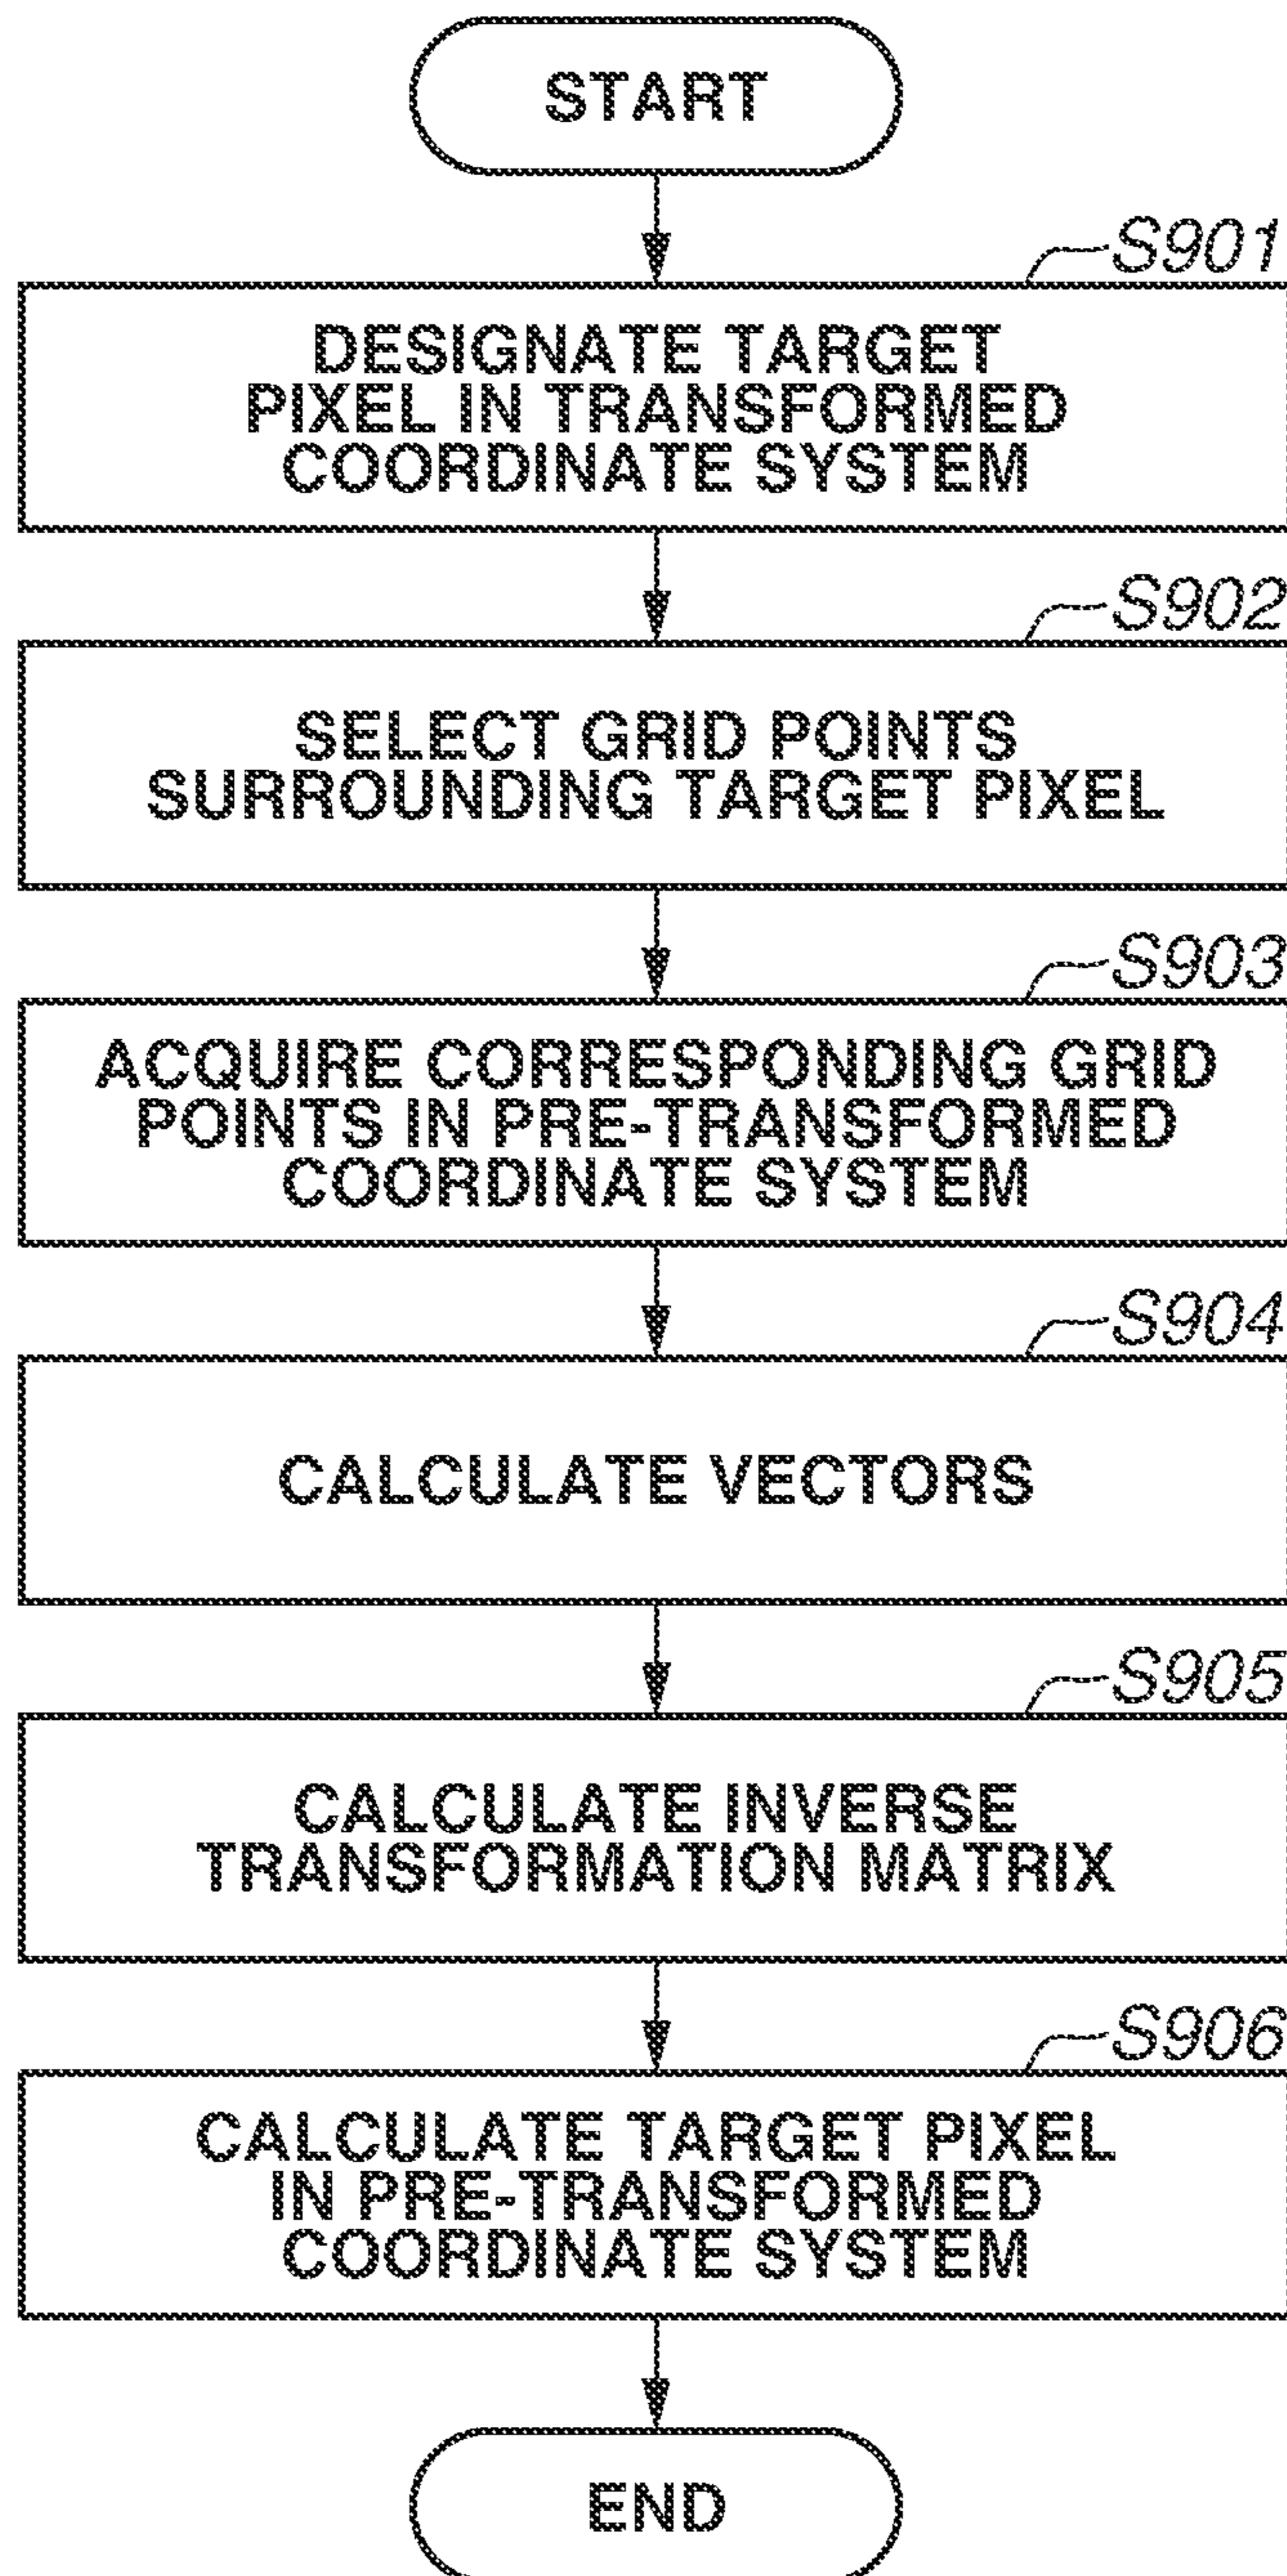 START
S901
DESIGNATE TARGET
PIXEL IN TRANSFORMED
COORDINATE SYSTEM
S902
SELECT GRID POINTS
SURROUNDING TARGET PIXEL
S903
ACQUIRE CORRESPONDING GRID
POINTS IN PRE-TRANSFORMED
COORDINATE SYSTEM
S904
CALCULATE VECTORS
S905
CALCULATE INVERSE
TRANSFORMATION MATRIX
S906
CALCULATE TARGET PIXEL
IN PRE-TRANSFORMED
COORDINATE SYSTEM
END